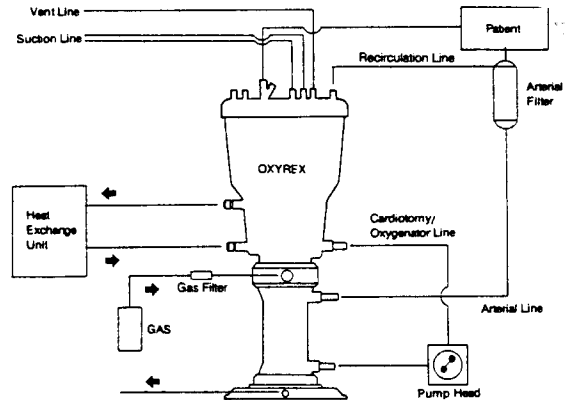 Vent Line
Suction Line
Patient
Recirculation Line
Arterial
Filter
OXYREX
Heat
Exchange
Unit
Cardiotomy/
Oxygenator Line
Gas Filter
GAS
Arterial Line
Pump Head